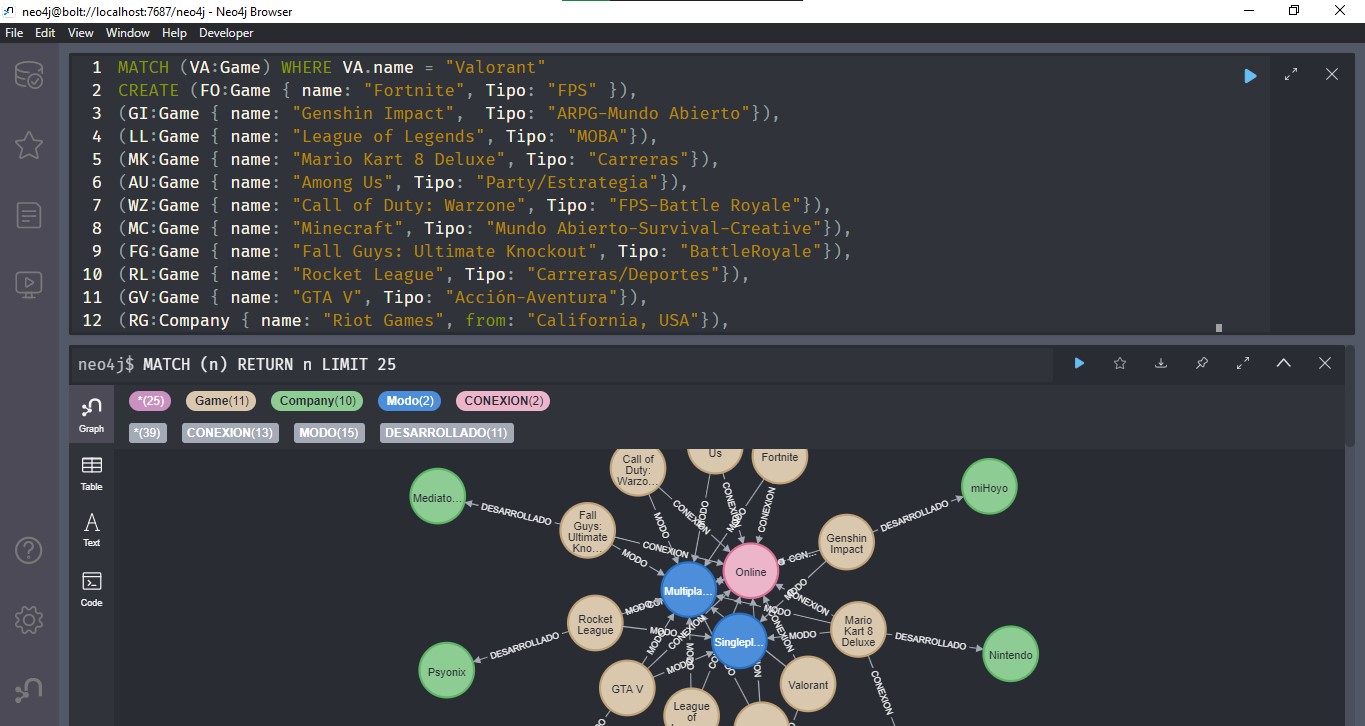 neo4j@bolt://localhost:7687/neo4j - Neo4j Browser
File Edit View Window Help Developer
1 MATCH (VA:Game) WHERE VA.name = "Valorant"
2 CREATE (FO:Game { name: "Fortnite", Tipo: "FPS" }),
3 (GI:Game { name: "Genshin Impact",  Tipo: "ARPG-Mundo Abierto"}),
4 (LL:Game { name: "League of Legends", Tipo: "MOBA"}),
5 (MK:Game { name: "Mario Kart 8 Deluxe", Tipo: "Carreras"}),
6 (AU:Game { name: "Among Us", Tipo: "Party/Estrategia"}),
7 (WZ:Game { name: "Call of Duty: Warzone", Tipo: "FPS-Battle Royale"}),
8 (MC:Game { name: "Minecraft", Tipo: "Mundo Abierto-Survival-Creative"}),
9 (FG:Game { name: "Fall Guys: Ultimate Knockout", Tipo: "BattleRoyale"}),
10 (RL:Game { name: "Rocket League", Tipo: "Carreras/Deportes"}),
11 (GV:Game { name: "GTA V", Tipo: "Acción-Aventura"}),
12 (RG:Company { name: "Riot Games", from: "California, USA"}),
neo4j$ MATCH (n) RETURN n LIMIT 25
Graph
Table
Text
Code
*(25) Game(11) Company(10) Modo(2) CONEXION(2)
*(39) CONEXION(13) MODO(15) DESARROLLADO(11)
Call of
Duty:
Warzo...
Us
Fortnite
Mediato...
DESARROLLADO
Fall
Guys:
Ultimate
Kno...
MODO
CONEXION
MODO
CONEXION
MODO
CONEXION
CONEXION
MODO
miHoyo
DESARROLLADO
Genshin
Impact
CON...
MODO
Online
Multipla...
Singlepl...
Rocket
League
MODO
MODO
DESARROLLADO
Psyonix
GTA V
MODO
MODO
CONEXION
MODO
League
of
Valorant
CONEXION
CONEXION
MODO
MODO
Mario
Kart 8
Deluxe
DESARROLLADO
Nintendo
CONEXION